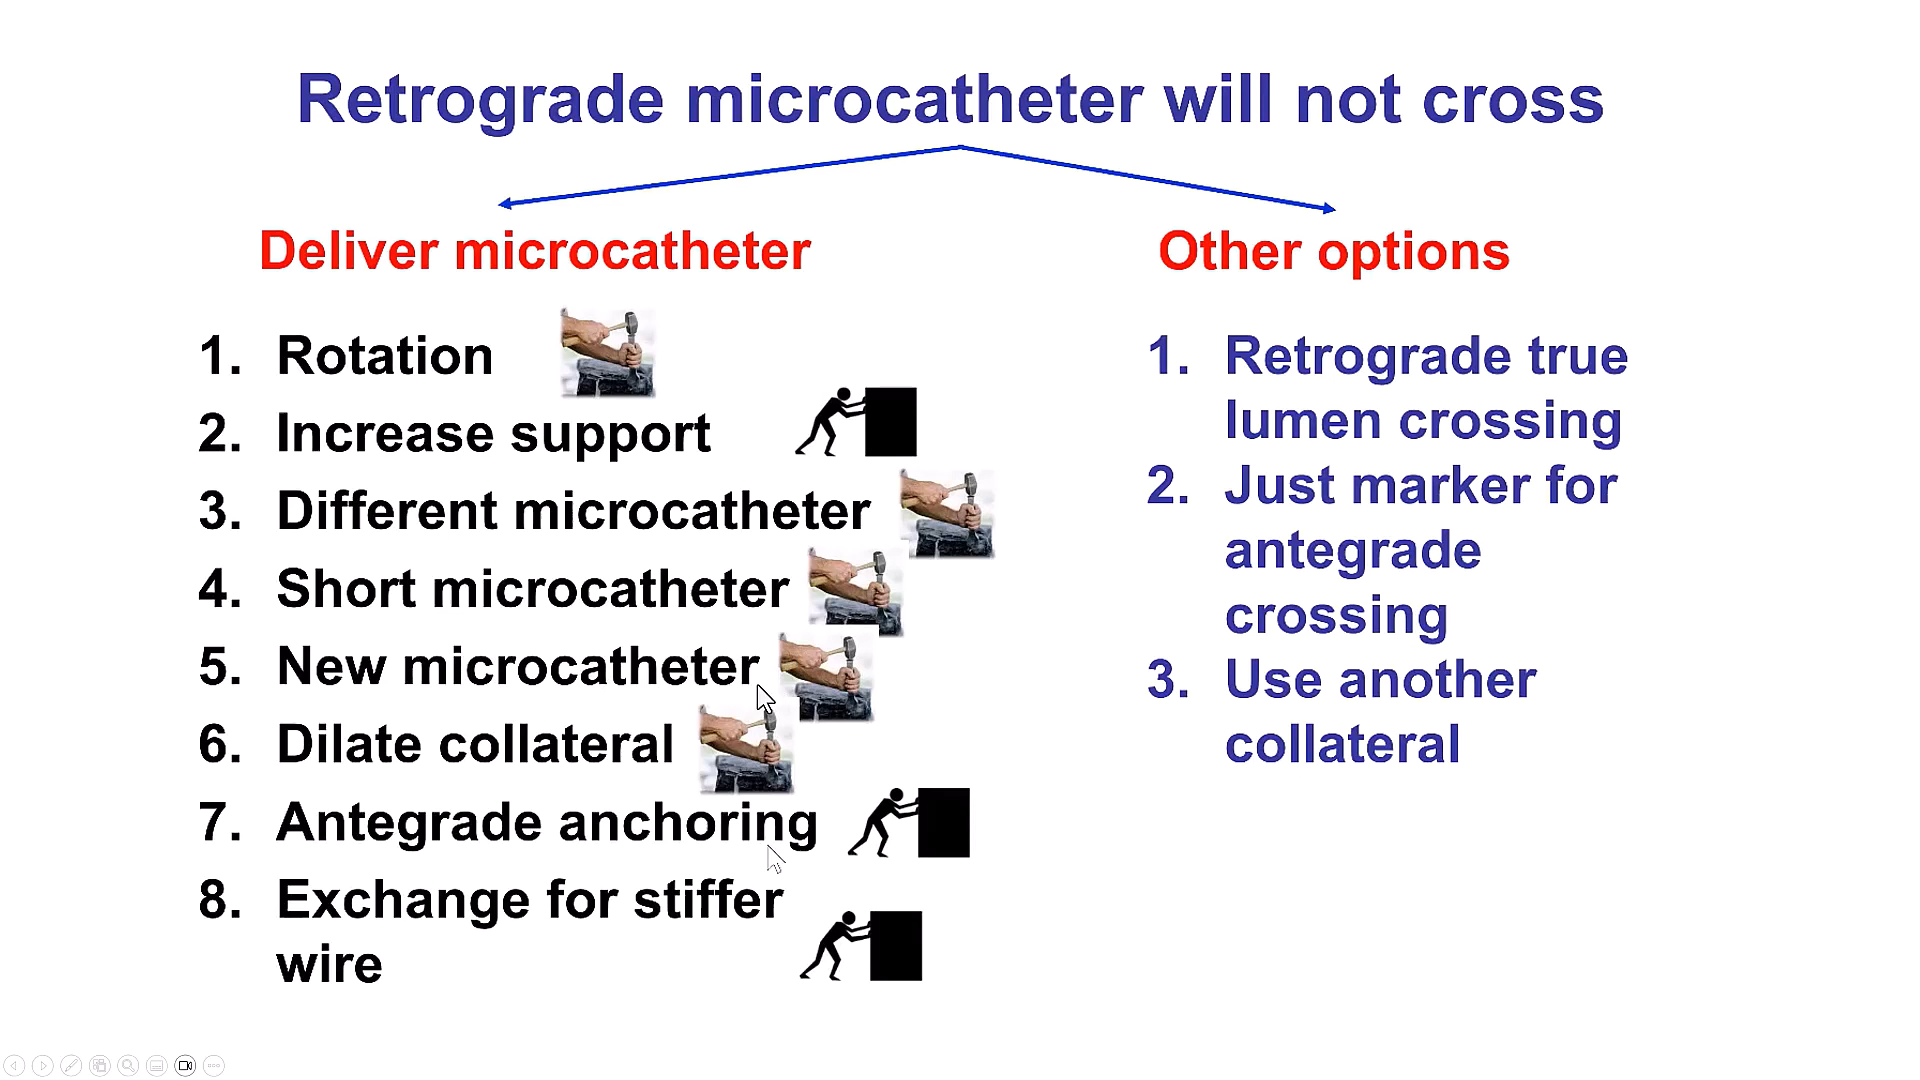 Retrograde microcatheter will not cross
Deliver microcatheter
1. Rotation
2. Increase support
3. Different microcatheter
4. Short microcatheter
5. New microcatheter
6. Dilate collateral
7. Antegrade anchoring
8. Exchange for stiffer
wire
Other options
1. Retrograde true
lumen crossing
2. Just marker for
antegrade
crossing
3. Use another
collateral